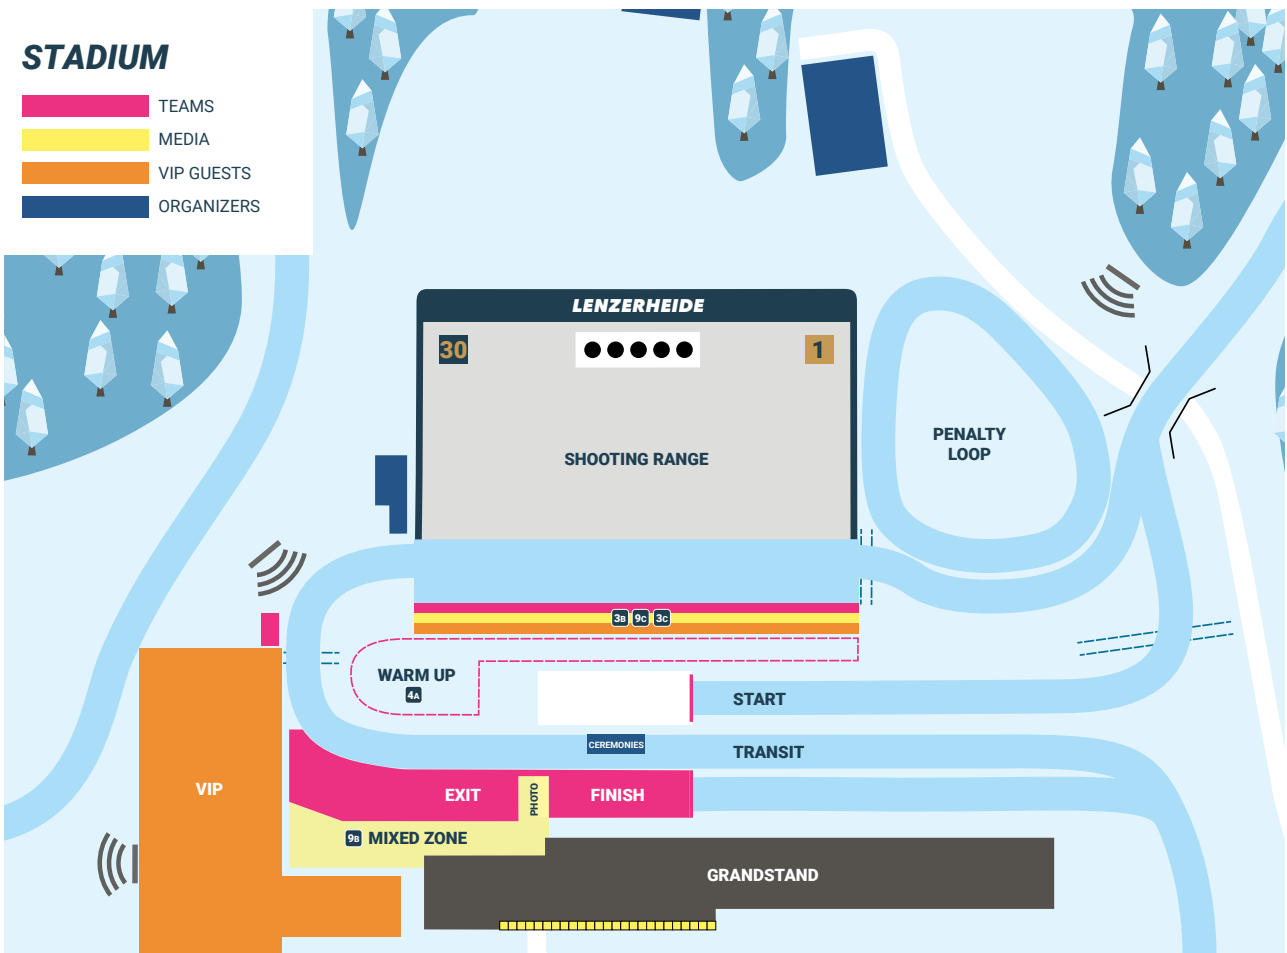 STADIUM
TEAMS
MEDIA
VIP GUESTS
ORGANIZERS
LENZERHEIDE
30
1
SHOOTING RANGE
PENALTY
LOOP
3B 9C 3C
WARM UP
4A
START
CEREMONIES
TRANSIT
VIP
EXIT
PHOTO
FINISH
9B MIXED ZONE
GRANDSTAND